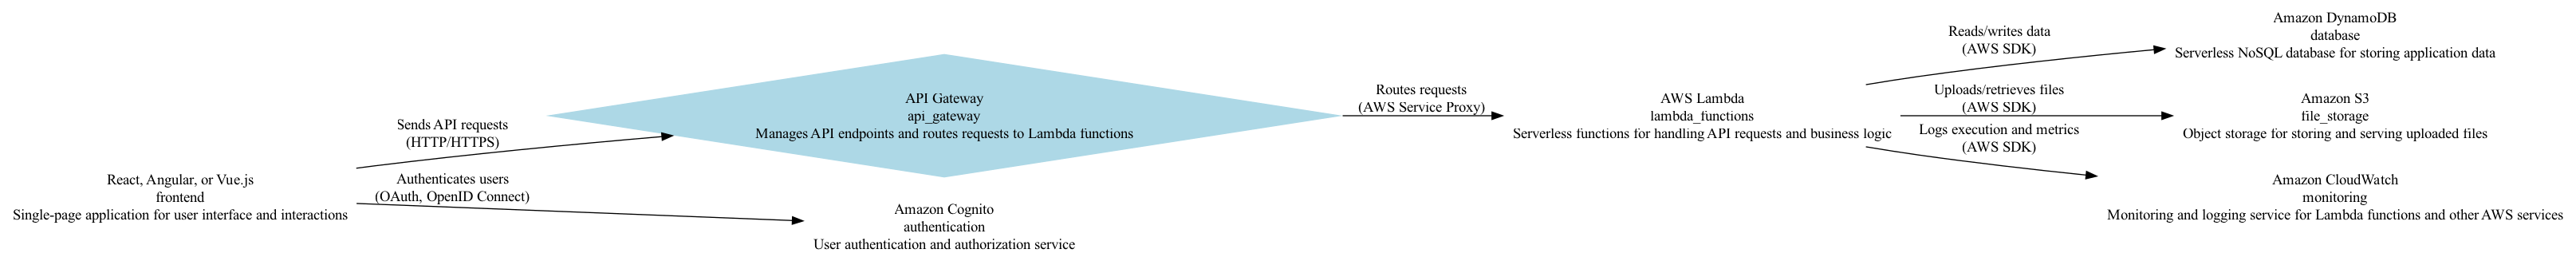 React, Angular, or Vue.js
frontend
Single-page application for user interface and interactions
Sends API requests
(HTTP/HTTPS)
Authenticates users
(OAuth, OpenID Connect)
API Gateway
api_gateway
Manages API endpoints and routes requests to Lambda functions
Amazon Cognito
authentication
User authentication and authorization service
Routes requests
(AWS Service Proxy)
AWS Lambda
lambda_functions
Serverless functions for handling API requests and business logic
Reads/writes data
(AWS SDK)
Uploads/retrieves files
(AWS SDK)
Logs execution and metrics
(AWS SDK)
Amazon DynamoDB
database
Serverless NoSQL database for storing application data
Amazon S3
file_storage
Object storage for storing and serving uploaded files
Amazon CloudWatch
monitoring
Monitoring and logging service for Lambda functions and other AWS services